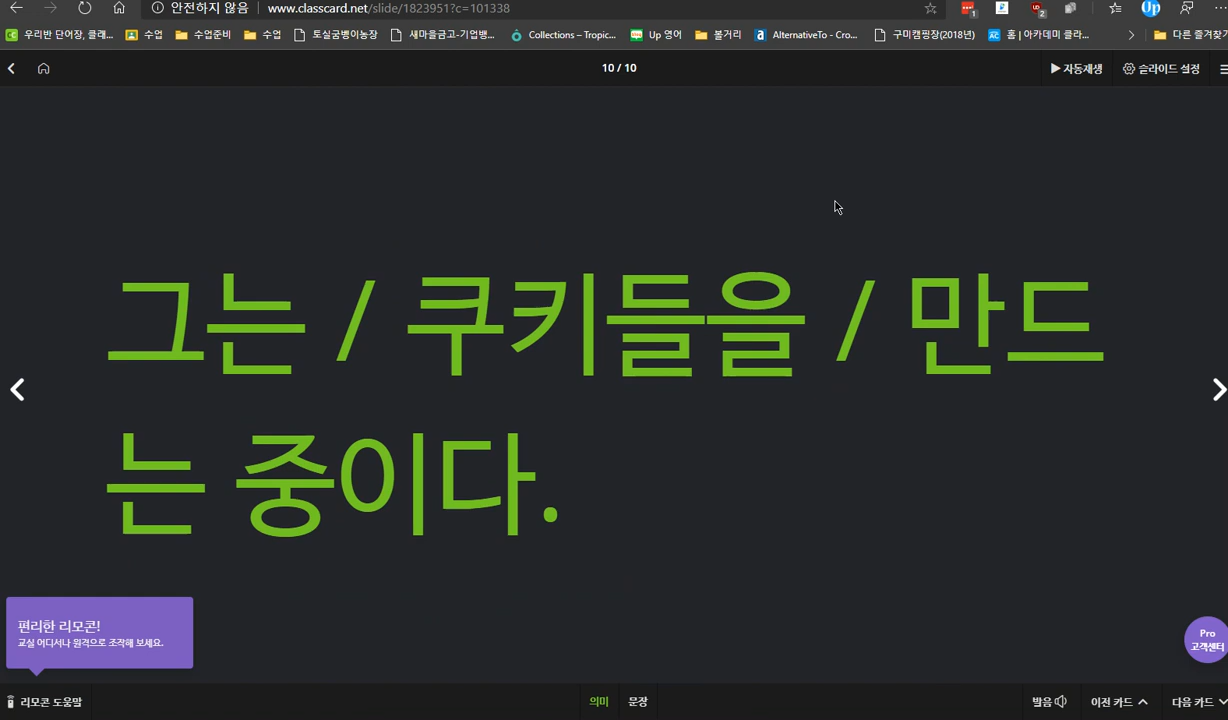 안전하지 않음 www.classcard.net/slide/1823951?c=101338
우리반 단어장, 클래... 수업 수업준비 수업 토실굼벵이농장 새마을금고-기업뱅... Collections – Tropic... Up 영어 볼거리 AlternativeTo - Cro... 구미캠핑장(2018년) 홈 | 아카데미 클라... 다른 즐겨찾기
10 / 10 자동재생 슬라이드 설정
그는 / 쿠키들을 / 만드
는 중이다.
편리한 리모콘!
교실 어디서나 원격으로 조작해 보세요.
Pro
고객센터
리모콘 도움말 의미 문장 발음 이전 카드 다음 카드